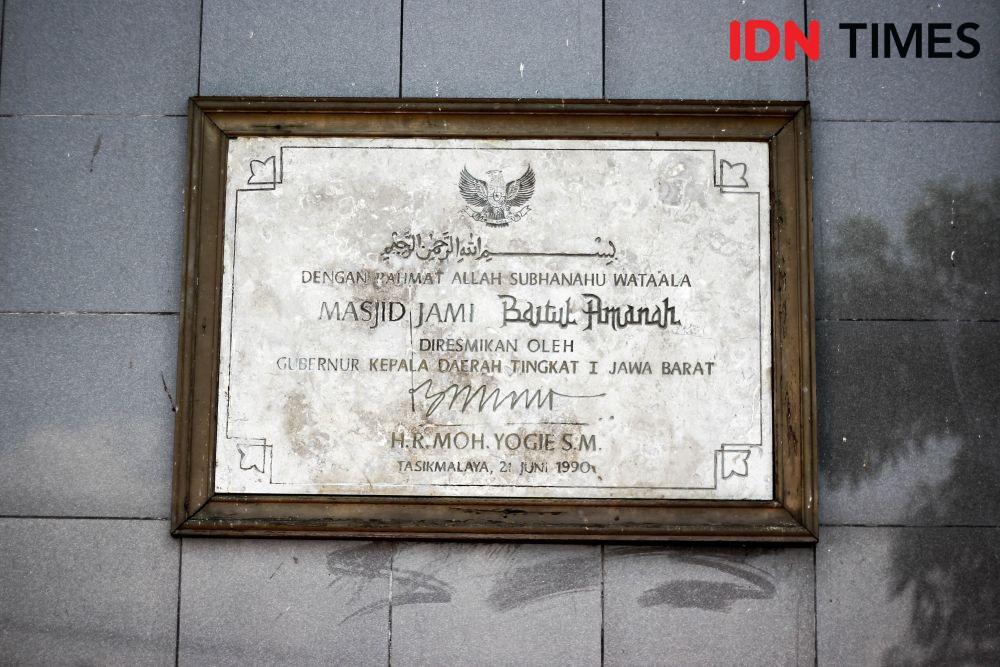 IDN TIMES
بسم الله الرحمن الرحيم
DENGAN RAHMAT ALLAH SUBHANAHU WATAALA
MASJID JAMI Baitul Amanah
DIRESMIKAN OLEH
GUBERNUR KEPALA DAERAH TINGKAT I JAWA BARAT
H.R.MOH.YOGIE S.M.
TASIKMALAYA, 21 JUNI 1990